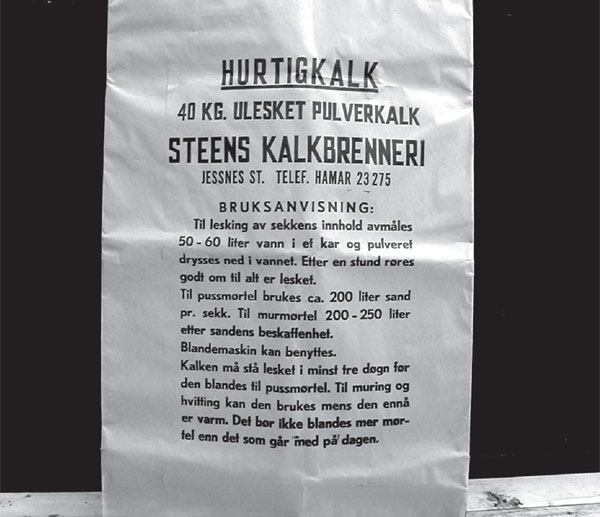 HURTIGKALK
40 KG. ULESKET PULVERKALK
STEENS KALKBRENNERI
JESSNES ST. TELEF. HAMAR 23 275
BRUKSANVISNING:
Til lesking av sekkens innhold avmåles
50 - 60 liter vann i et kar og pulveret
drysses ned i vannet. Etter en stund røres
godt om til alt er lesket.
Til pussmørtel brukes ca. 200 liter sand
pr. sekk. Til murmørtel 200 - 250 liter
etter sandens beskaffenhet.
Blandemaskin kan benyttes.
Kalken må stå lesket i minst tre døgn før
den blandes til pussmørtel. Til muring og
hvitting kan den brukes mens den ennå
er varm. Det bør ikke blandes mer mør-
tel enn det som går med på dagen.